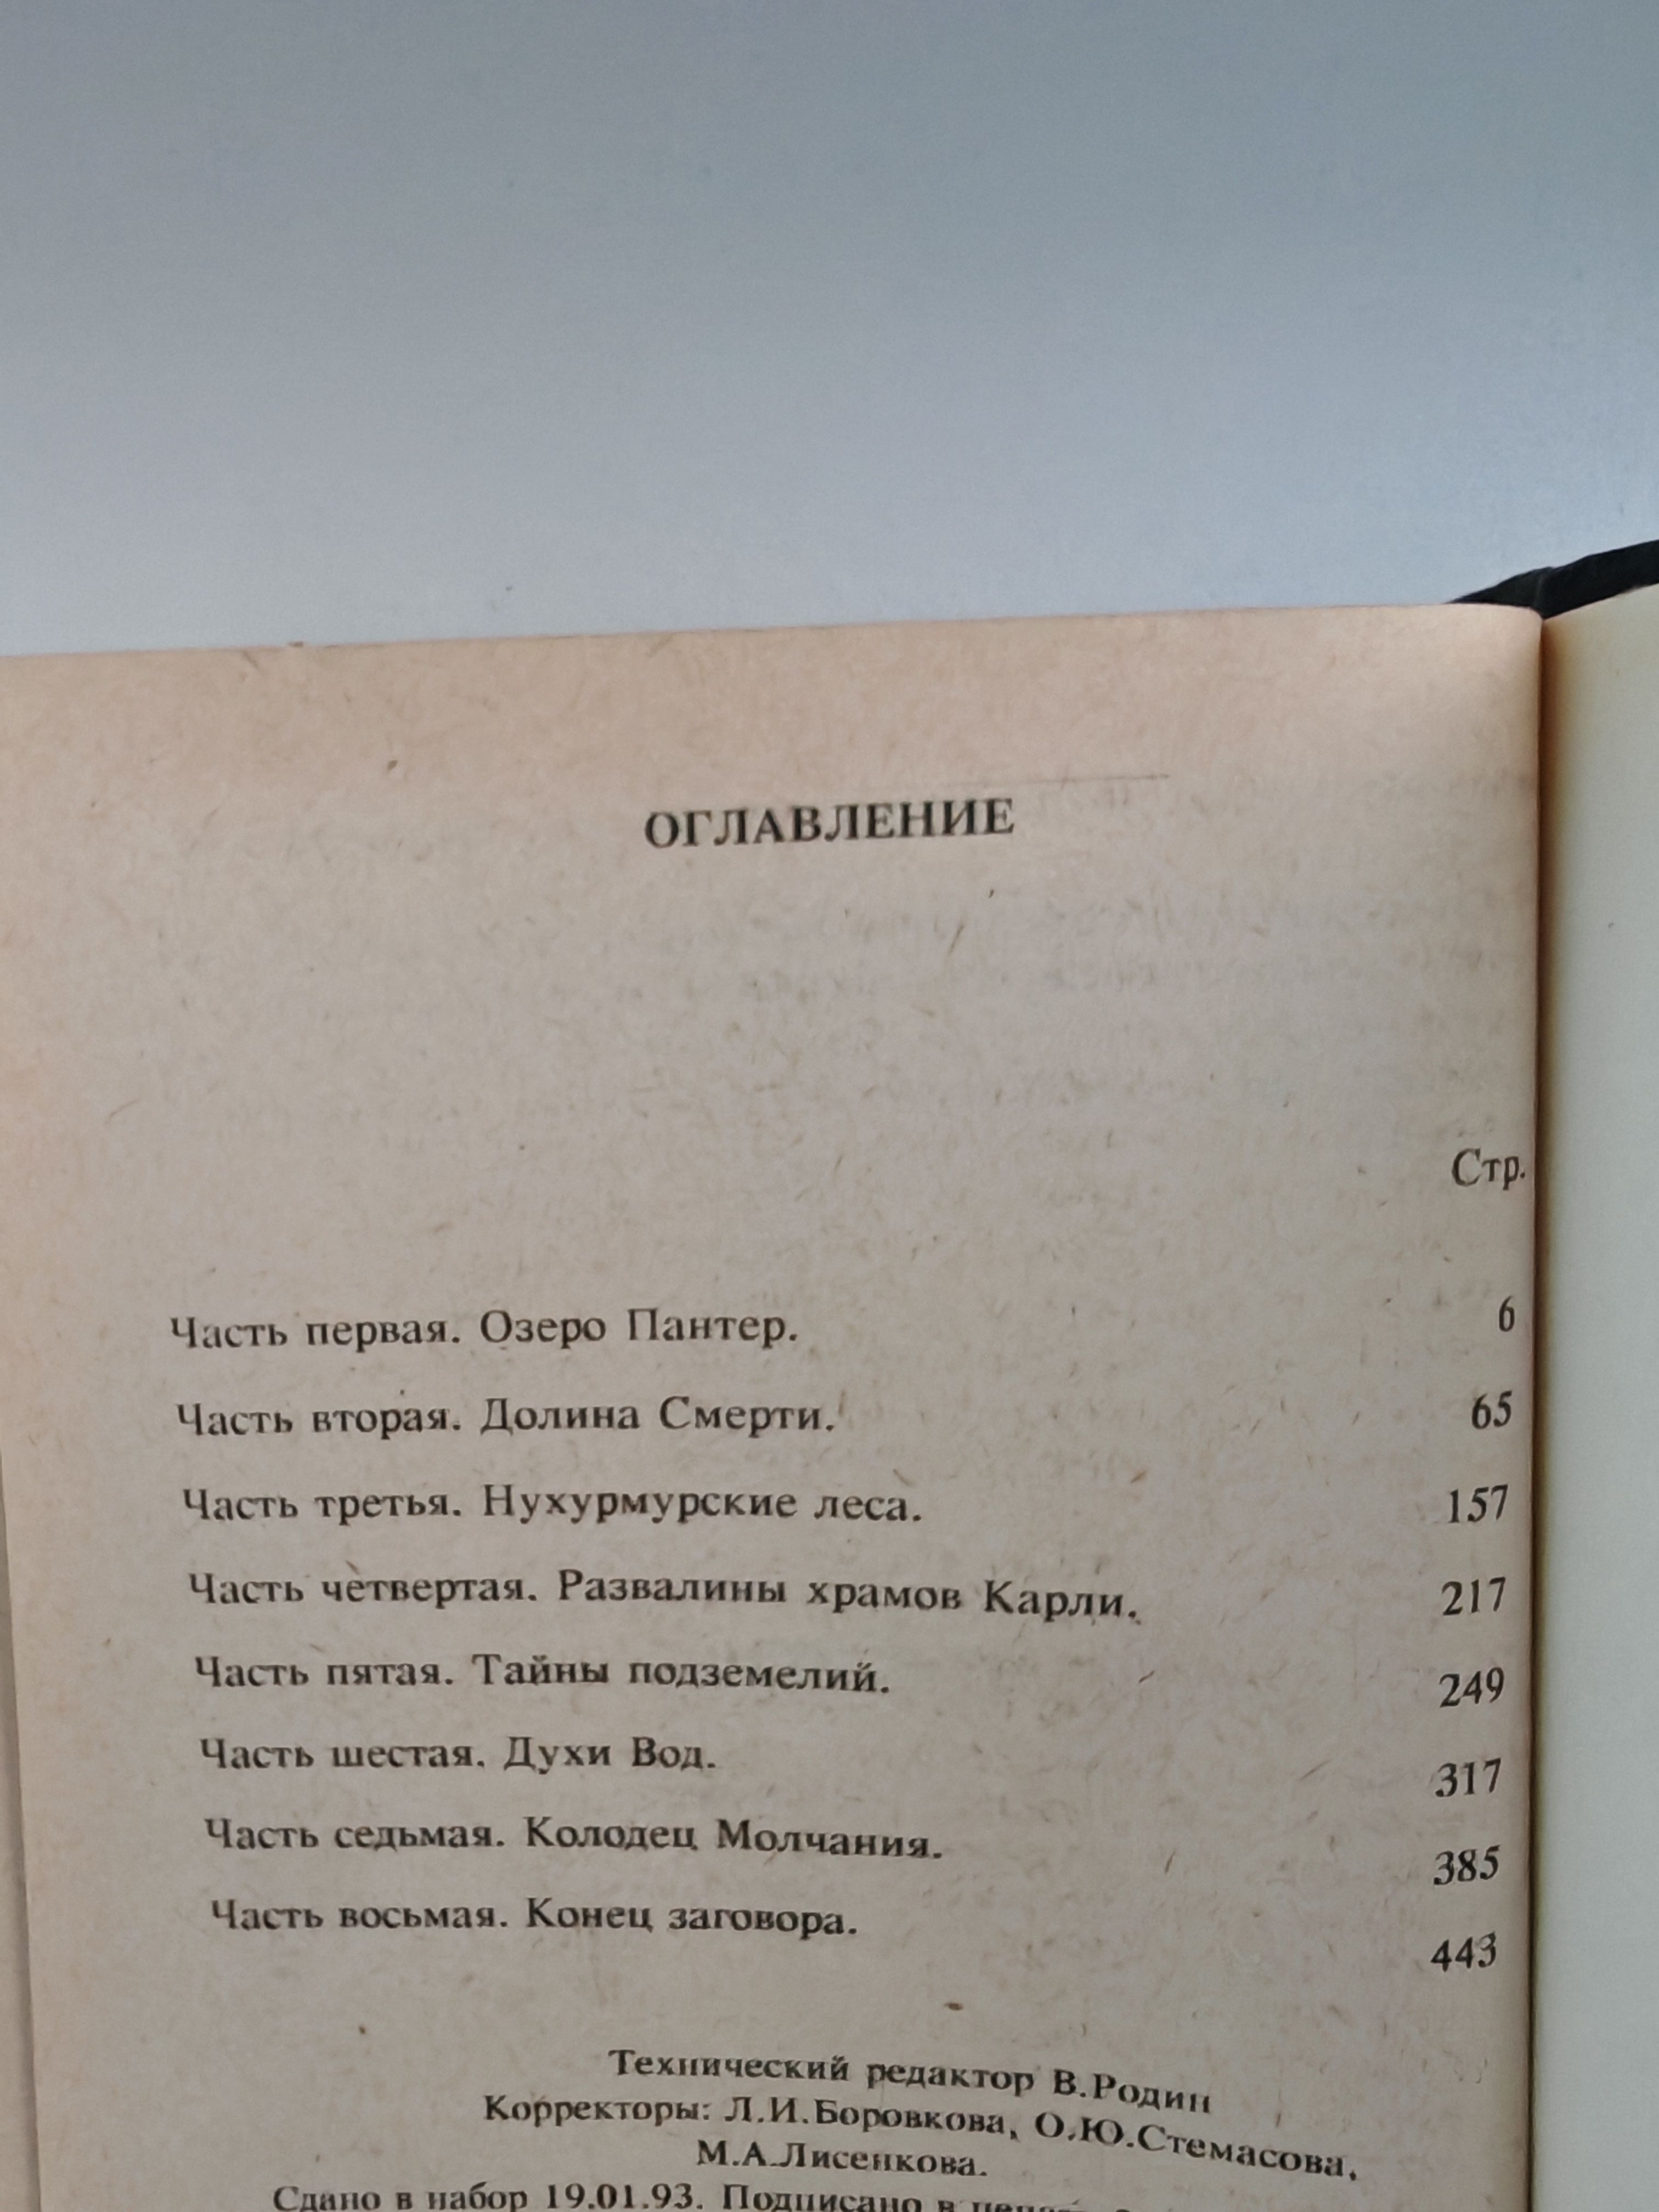 ОГЛАВЛЕНИЕ
Стр.
Часть первая. Озеро Пантер. 6
Часть вторая. Долина Смерти. 65
Часть третья. Нухурмурские леса. 157
Часть четвертая. Развалины храмов Карли. 217
Часть пятая. Тайны подземелий. 249
Часть шестая. Духи Вод. 317
Часть седьмая. Колодец Молчания. 385
Часть восьмая. Конец заговора. 443
Технический редактор В.Родин
Корректоры: Л.И.Боровкова, О.Ю.Стемасова,
М.А.Лисенкова.
Сдано в набор 19.01.93. Подписано в